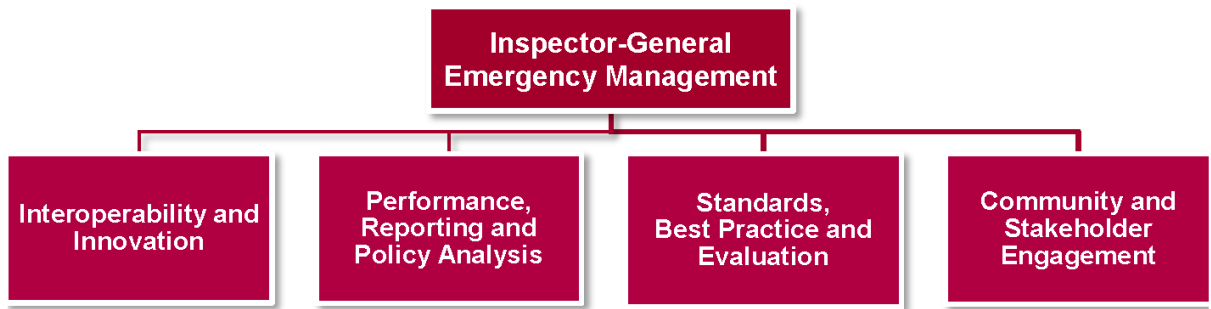 Inspector-General
Emergency Management
Interoperability and
Innovation
Performance,
Reporting and
Policy Analysis
Standards,
Best Practice and
Evaluation
Community and
Stakeholder
Engagement